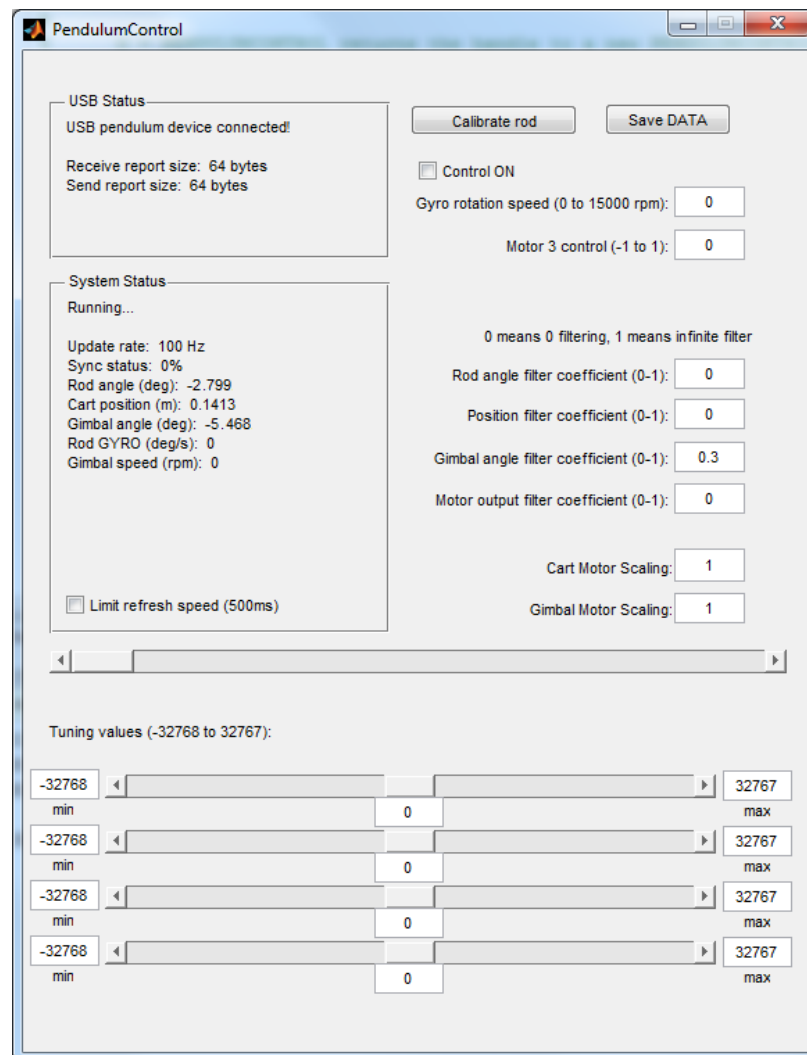 PendulumControl
USB Status
USB pendulum device connected!
Receive report size: 64 bytes
Send report size: 64 bytes
Calibrate rod
Save DATA
Control ON
Gyro rotation speed (0 to 15000 rpm): 0
Motor 3 control (-1 to 1): 0
System Status
Running...
Update rate: 100 Hz
Sync status: 0%
Rod angle (deg): -2.799
Cart position (m): 0.1413
Gimbal angle (deg): -5.468
Rod GYRO (deg/s): 0
Gimbal speed (rpm): 0
Limit refresh speed (500ms)
0 means 0 filtering, 1 means infinite filter
Rod angle filter coefficient (0-1): 0
Position filter coefficient (0-1): 0
Gimbal angle filter coefficient (0-1): 0.3
Motor output filter coefficient (0-1): 0
Cart Motor Scaling: 1
Gimbal Motor Scaling: 1
Tuning values (-32768 to 32767):
-32768 32767
min 0 max
-32768 32767
min 0 max
-32768 32767
min 0 max
-32768 32767
min 0 max